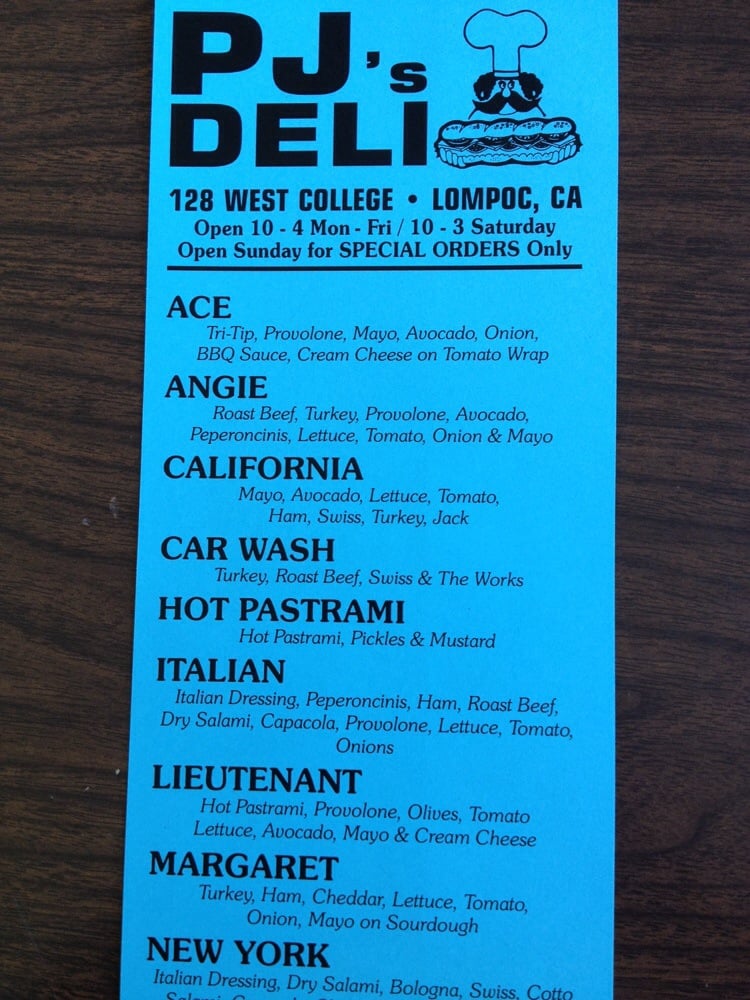 PJ's
DELI
128 WEST COLLEGE • LOMPOC, CA
Open 10 - 4 Mon - Fri / 10 - 3 Saturday
Open Sunday for SPECIAL ORDERS Only
ACE
Tri-Tip, Provolone, Mayo, Avocado, Onion,
BBQ Sauce, Cream Cheese on Tomato Wrap
ANGIE
Roast Beef, Turkey, Provolone, Avocado,
Peperoncinis, Lettuce, Tomato, Onion & Mayo
CALIFORNIA
Mayo, Avocado, Lettuce, Tomato,
Ham, Swiss, Turkey, Jack
CAR WASH
Turkey, Roast Beef, Swiss & The Works
HOT PASTRAMI
Hot Pastrami, Pickles & Mustard
ITALIAN
Italian Dressing, Peperoncinis, Ham, Roast Beef,
Dry Salami, Capacola, Provolone, Lettuce, Tomato,
Onions
LIEUTENANT
Hot Pastrami, Provolone, Olives, Tomato
Lettuce, Avocado, Mayo & Cream Cheese
MARGARET
Turkey, Ham, Cheddar, Lettuce, Tomato,
Onion, Mayo on Sourdough
NEW YORK
Italian Dressing, Dry Salami, Bologna, Swiss, Cotto
Salami,